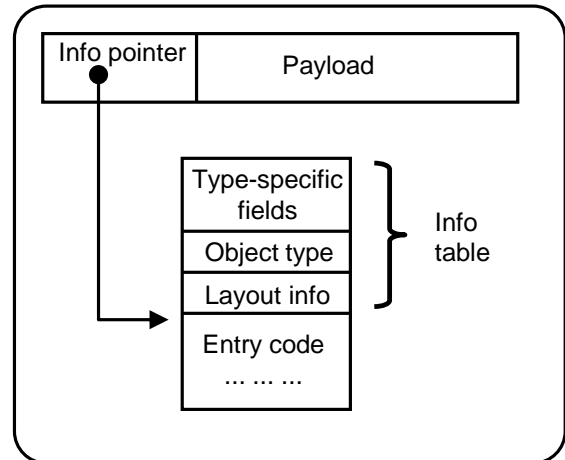 Info pointer
Payload
Type-specific
fields
Object type
Layout info
Info
table
Entry code
... ... ...